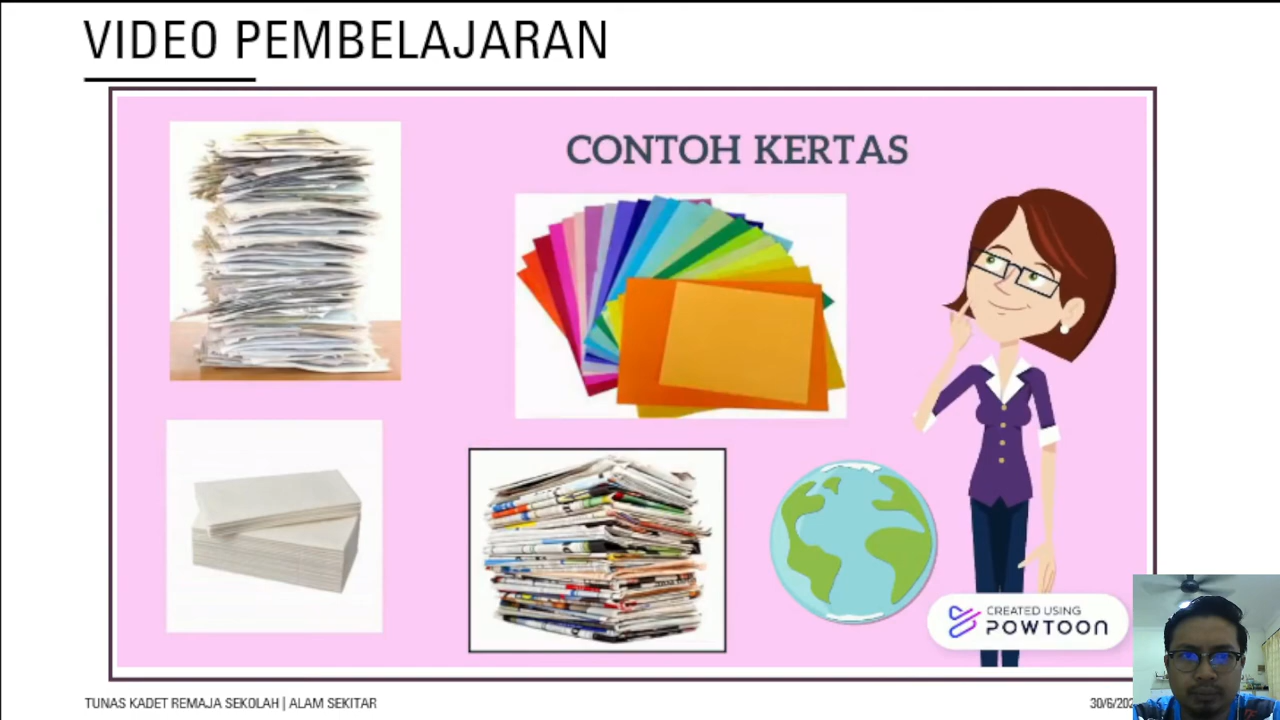 VIDEO PEMBELAJARAN
CONTOH KERTAS
CREATED USING
POWTOON
TUNAS KADET REMAJA SEKOLAH | ALAM SEKITAR